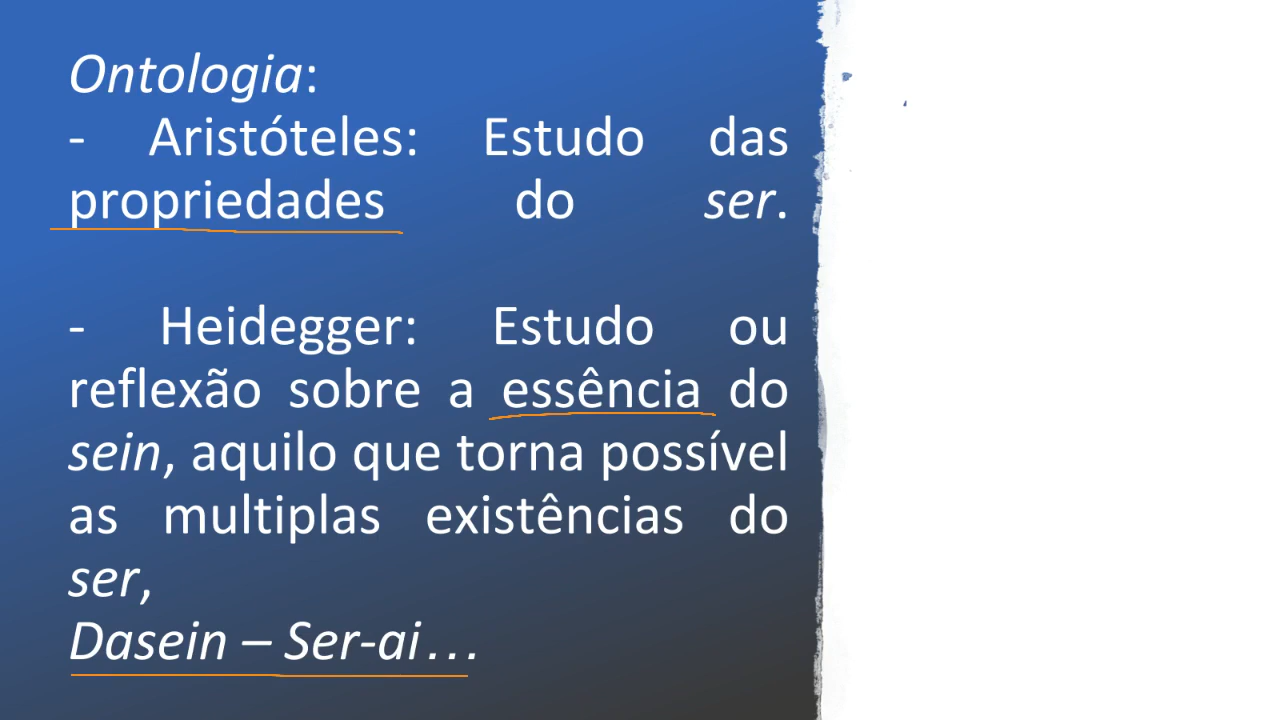 Ontologia:
- Aristóteles: Estudo das
propriedades do ser.
- Heidegger: Estudo ou
reflexão sobre a essência do
sein, aquilo que torna possível
as multiplas existências do
ser,
Dasein – Ser-ai…